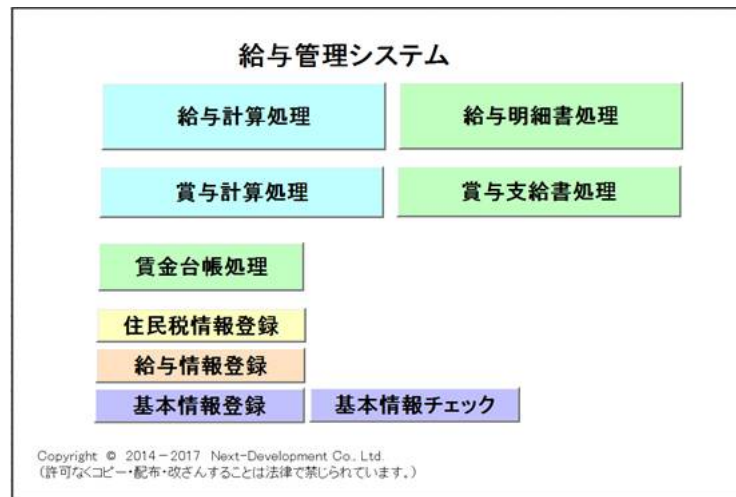 給与管理システム
給与計算処理
給与明細書処理
賞与計算処理
賞与支給書処理
賃金台帳処理
住民税情報登録
給与情報登録
基本情報登録
基本情報チェック
Copyright © 2014-2017 Next-Development Co., Ltd.
(許可なくコピー・配布・改ざんすることは法律で禁じられています。)